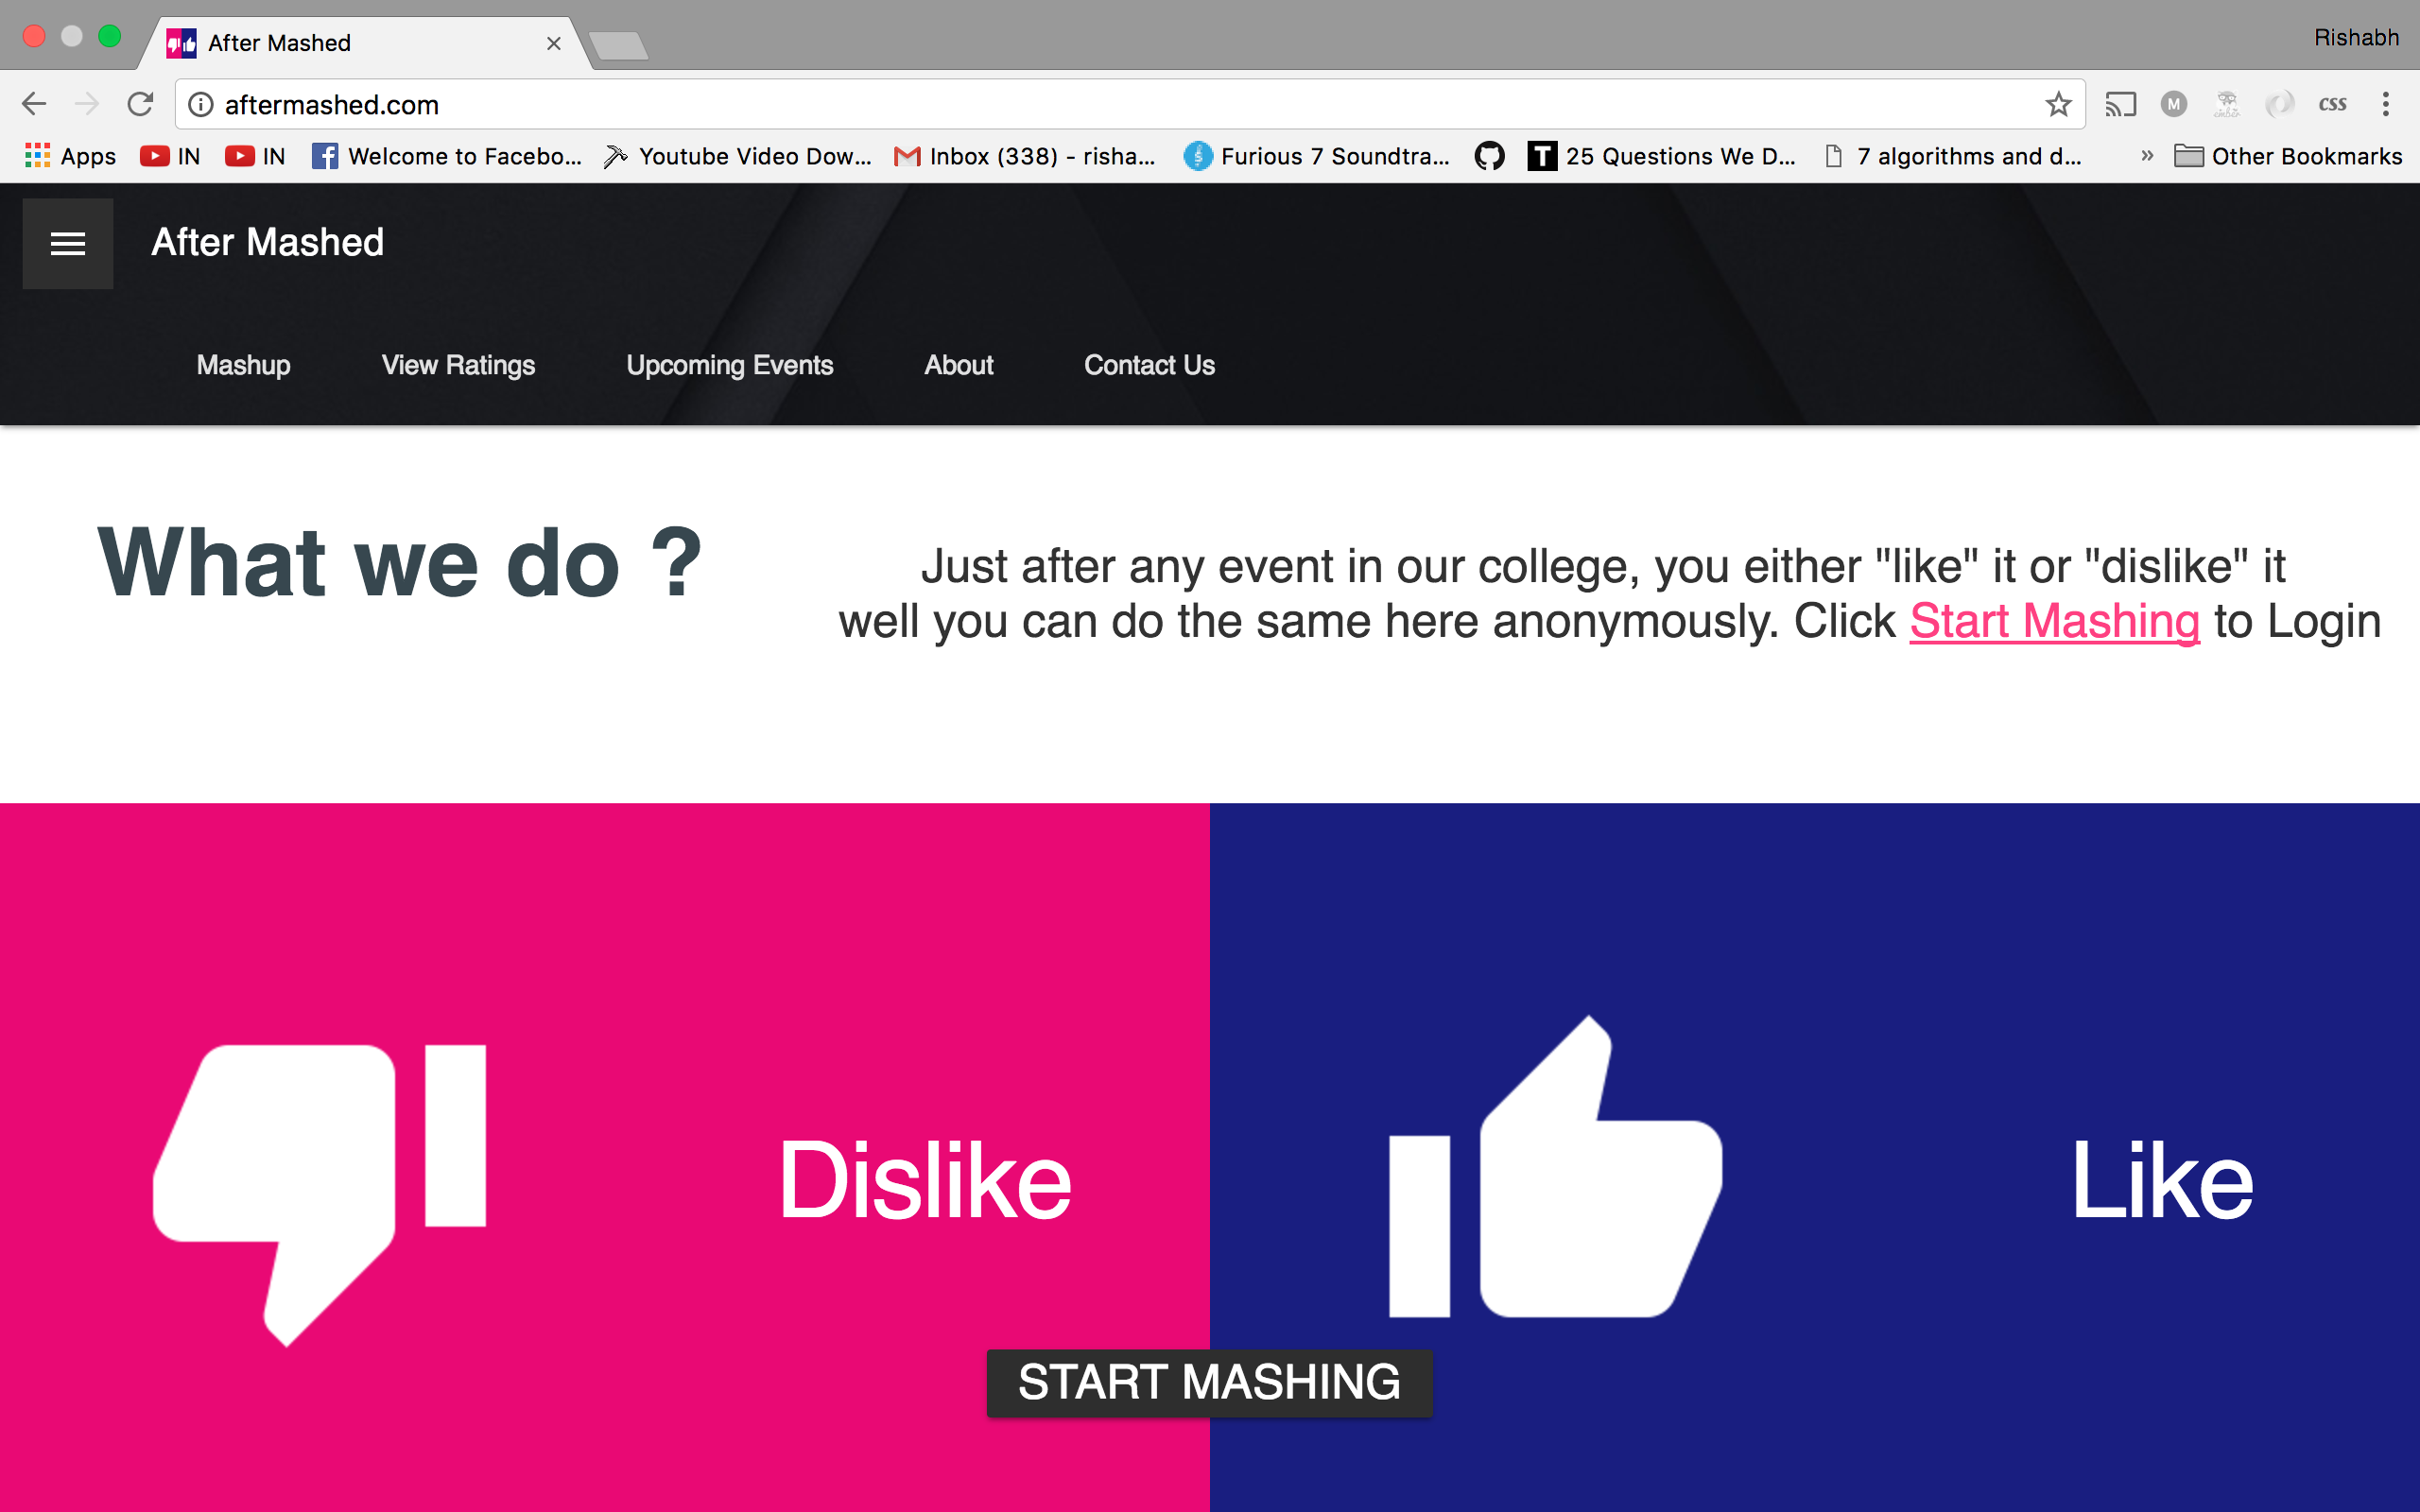 After Mashed
Rishabh
aftermashed.com
M
css
Apps
IN
IN
Welcome to Facebo...
Youtube Video Dow...
Inbox (338) - risha...
Furious 7 Soundtra...
T
25 Questions We D...
7 algorithms and d...
»
Other Bookmarks
After Mashed
Mashup
View Ratings
Upcoming Events
About
Contact Us
What we do ?
Just after any event in our college, you either "like" it or "dislike" it
well you can do the same here anonymously. Click Start Mashing to Login
Dislike
Like
START MASHING